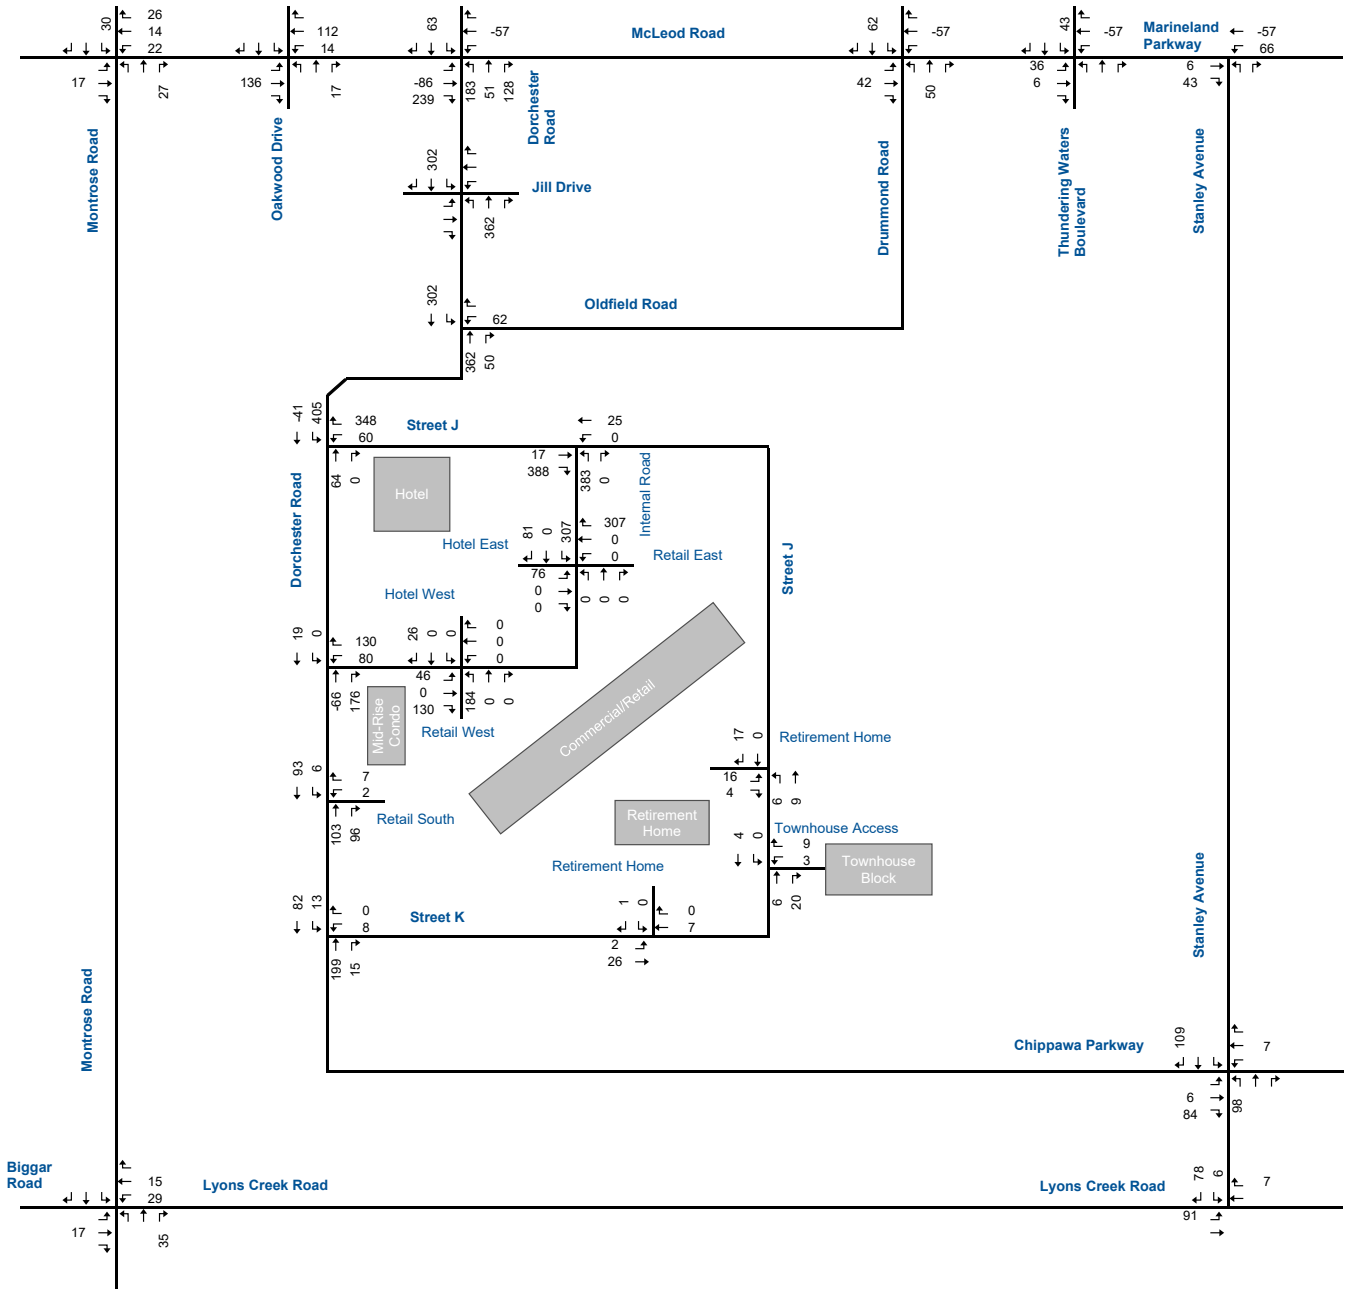 30
26
14
22
112
14
63
-57
McLeod Road
62
-57
43
-57
Marineland
Parkway
-57
66
17
27
136
17
-86
239
183
51
128
Dorchester
Road
42
50
36
6
6
43
Montrose Road
Oakwood Drive
302
Jill Drive
362
Drummond Road
Thundering Waters
Boulevard
Stanley Avenue
302
Oldfield Road
62
362
50
-41
405
348
60
Street J
25
0
64
0
Hotel
17
388
383
0
Internal Road
Dorchester Road
Hotel East
81
0
307
307
0
0
Retail East
76
0
0
0
0
0
Street J
Hotel West
19
0
130
80
26
0
0
0
0
0
-66
176
Mid-Rise
Condo
46
0
130
184
0
0
Retail West
Commercial/Retail
17
0
Retirement Home
16
4
6
9
93
6
7
2
103
96
Retail South
Retirement
Home
4
0
Townhouse Access
9
3
Townhouse
Block
6
20
Retirement Home
82
13
0
8
Street K
1
0
0
7
199
15
2
26
Stanley Avenue
Montrose Road
Chippawa Parkway
109
7
6
84
98
Biggar
Road
15
29
Lyons Creek Road
Lyons Creek Road
78
6
7
17
35
91